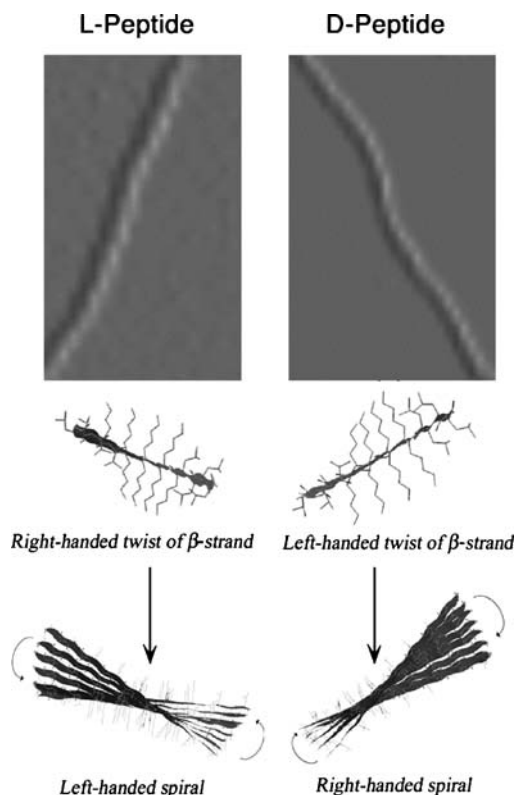 L-Peptide
D-Peptide
Right-handed twist of β-strand
Left-handed twist of β-strand
Left-handed spiral
Right-handed spiral